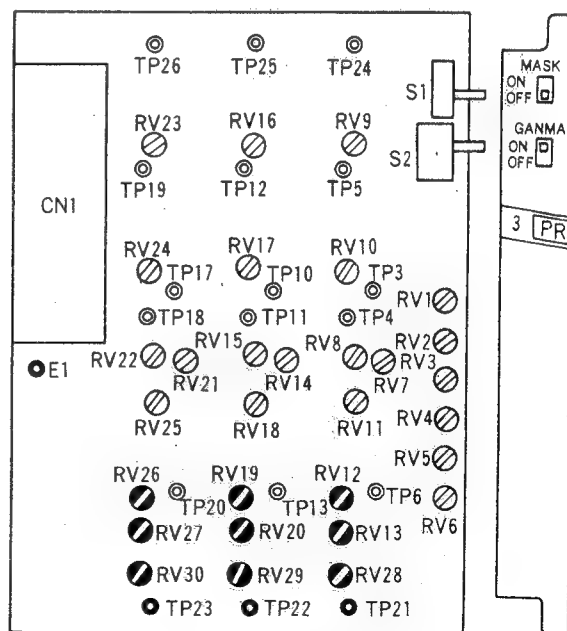 TP26 TP25 TP24
MASK
ON
OFF
S1
RV23 RV16 RV9
GANMA
ON
OFF
S2
TP19 TP12 TP5
CN1
3 PR
RV24 RV17 RV10
TP17 TP10 TP3
RV1
TP18 TP11 TP4
RV15 RV8 RV2
RV22 RV3
E1
RV21 RV14 RV7
RV25 RV18 RV11 RV4
RV5
RV26 RV19 RV12
TP20 TP13 TP6
RV6
RV27 RV20 RV13
RV30 RV29 RV28
TP23 TP22 TP21